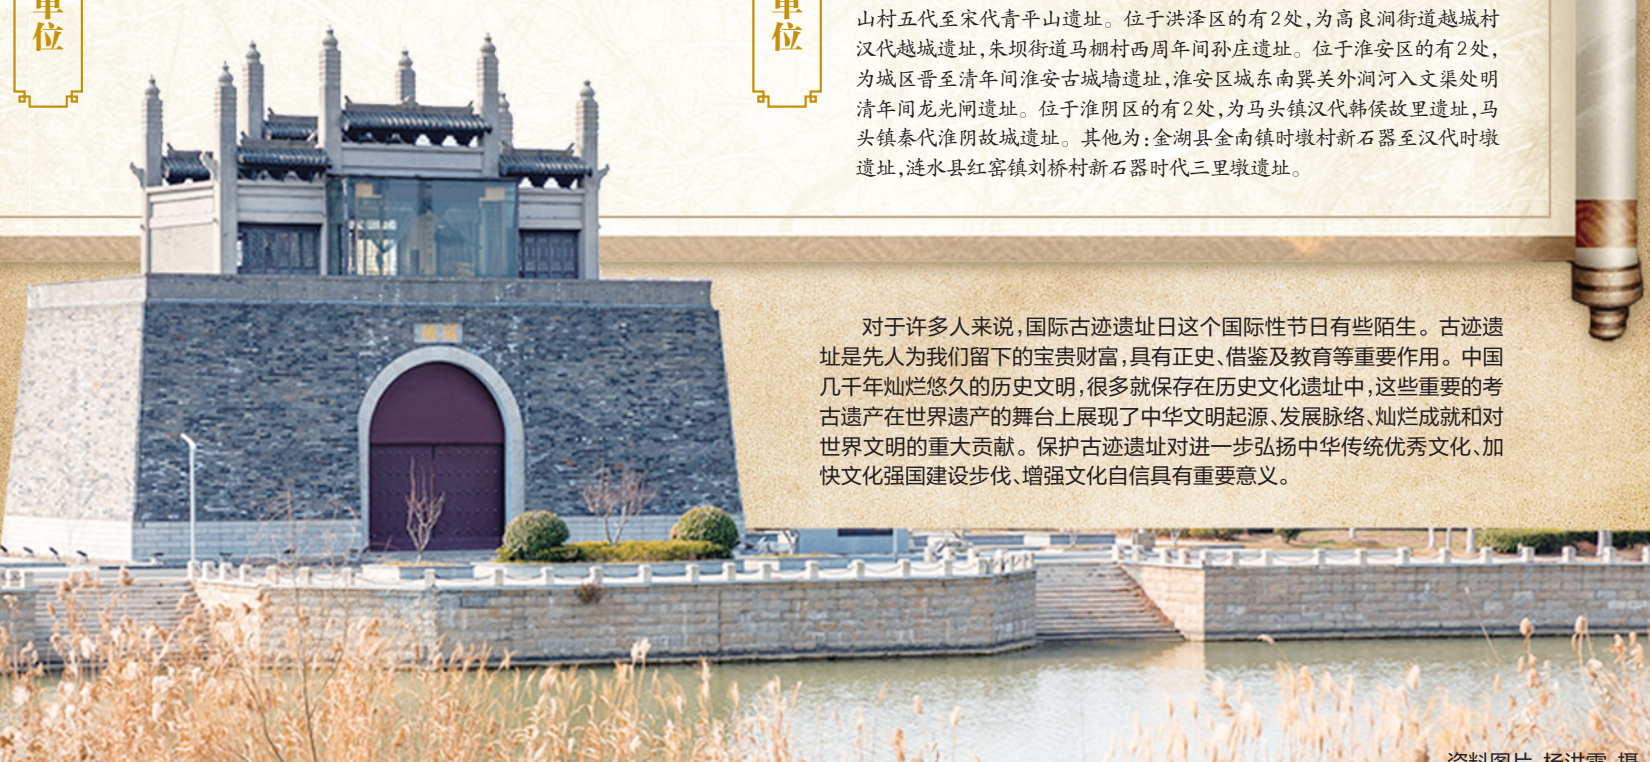 单位
单位
山村五代至宋代青平山遗址。位于洪泽区的有2处,为高良涧街道越城村
汉代越城遗址,朱坝街道马棚村西周年间孙庄遗址。位于淮安区的有2处,
为城区晋至清年间淮安古城墙遗址,淮安区城东南巽关外涧河入文渠处明
清年间龙光闸遗址。位于淮阴区的有2处,为马头镇汉代韩侯故里遗址,马
头镇秦代淮阴故城遗址。其他为:金湖县金南镇时墩村新石器至汉代时墩
遗址,涟水县红窑镇刘桥村新石器时代三里墩遗址。
对于许多人来说,国际古迹遗址日这个国际性节日有些陌生。古迹遗
址是先人为我们留下的宝贵财富,具有正史、借鉴及教育等重要作用。中国
几千年灿烂悠久的历史文明,很多就保存在历史文化遗址中,这些重要的考
古遗产在世界遗产的舞台上展现了中华文明起源、发展脉络、灿烂成就和对
世界文明的重大贡献。保护古迹遗址对进一步弘扬中华传统优秀文化、加
快文化强国建设步伐、增强文化自信具有重要意义。
资料图片 杨洪雷 摄